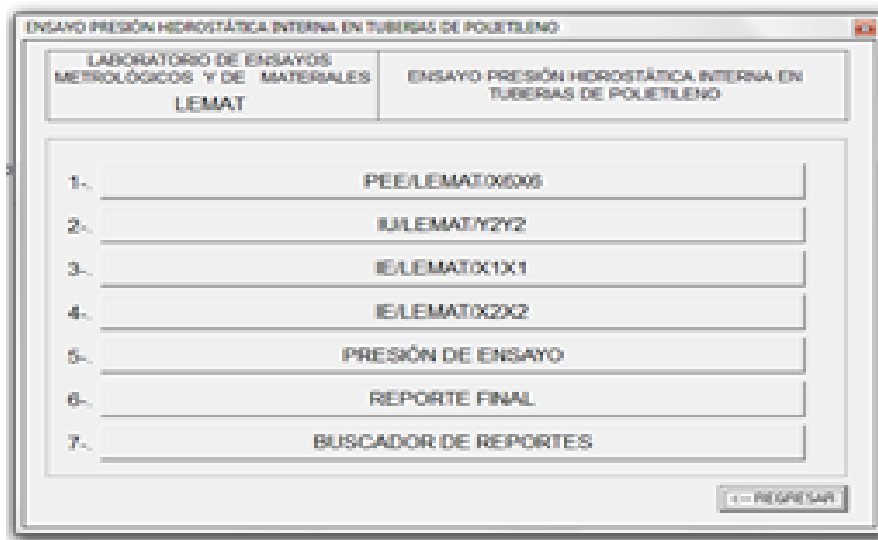 ENSAYO PRESIÓN HIDROSTÁTICA INTERNA EN TUBERIAS DE POLIETILENO
LABORATORIO DE ENSAYOS
METROLÓGICOS Y DE MATERIALES
LEMAT
ENSAYO PRESIÓN HIDROSTÁTICA INTERNA EN
TUBERIAS DE POLIETILENO
1-. PEE/LEMAT/X6X6
2-. IU/LEMAT/Y2Y2
3-. IE/LEMAT/X1X1
4-. IE/LEMAT/X2X2
5-. PRESIÓN DE ENSAYO
6-. REPORTE FINAL
7-. BUSCADOR DE REPORTES
<-- REGRESAR